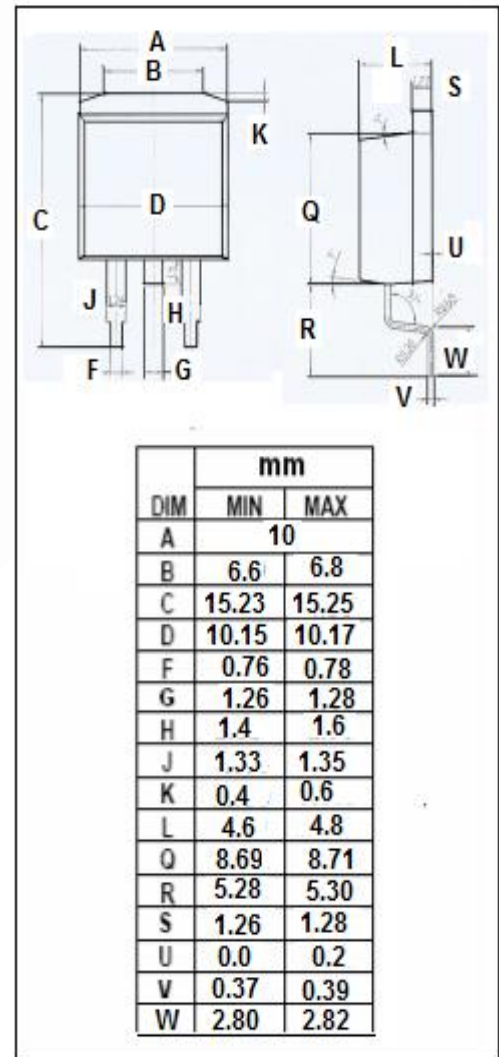 A
B
L
S
K
C
D
Q
U
J
H
R
W
F
G
V
mm
DIM MIN MAX
A 10
B 6.6 6.8
C 15.23 15.25
D 10.15 10.17
F 0.76 0.78
G 1.26 1.28
H 1.4 1.6
J 1.33 1.35
K 0.4 0.6
L 4.6 4.8
Q 8.69 8.71
R 5.28 5.30
S 1.26 1.28
U 0.0 0.2
V 0.37 0.39
W 2.80 2.82